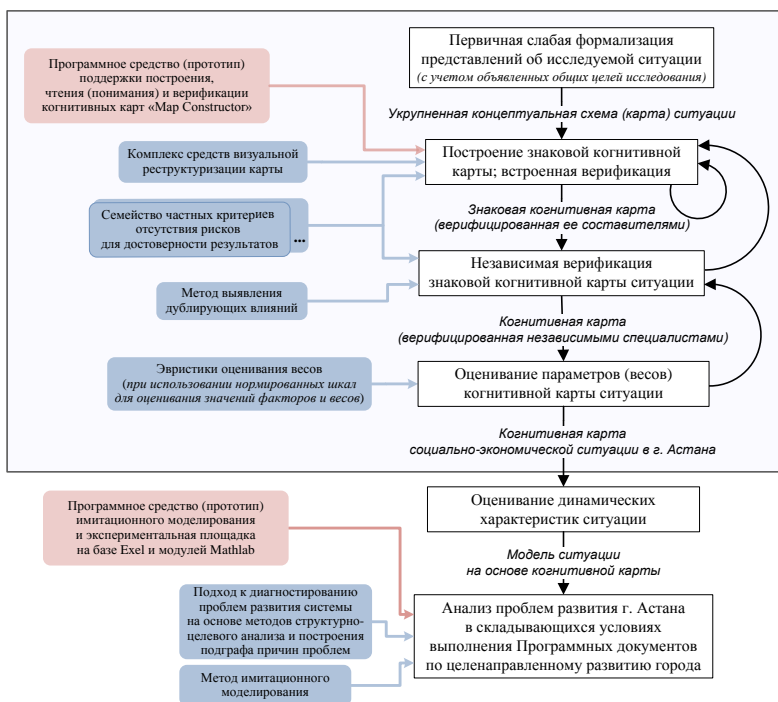 Первичная слабая формализация
представлений об исследуемой ситуации
(с учетом объявленных общих целей исследования)
Программное средство (прототип)
поддержки построения,
чтения (понимания) и верификации
когнитивных карт «Map Constructor»
Укрупненная концептуальная схема (карта) ситуации
Комплекс средств визуальной
реструктуризации карты
Построение знаковой когнитивной
карты; встроенная верификация
Семейство частных критериев
отсутствия рисков
для достоверности результатов
...
Знаковая когнитивная карта
(верифицированная ее составителями)
Независимая верификация
знаковой когнитивной карты ситуации
Метод выявления
дублирующих влияний
Когнитивная карта
(верифицированная независимыми специалистами)
Эвристики оценивания весов
(при использовании нормированных шкал
для оценивания значений факторов и весов)
Оценивание параметров (весов)
когнитивной карты ситуации
Когнитивная карта
социально-экономической ситуации в г. Астана
Программное средство (прототип)
имитационного моделирования
и экспериментальная площадка
на базе Exel и модулей Mathlab
Оценивание динамических
характеристик ситуации
Модель ситуации
на основе когнитивной карты
Подход к диагностированию
проблем развития системы
на основе методов структурно-
целевого анализа и построения
подграфа причин проблем
Анализ проблем развития г. Астана
в складывающихся условиях
выполнения Программных документов
по целенаправленному развитию города
Метод имитационного
моделирования